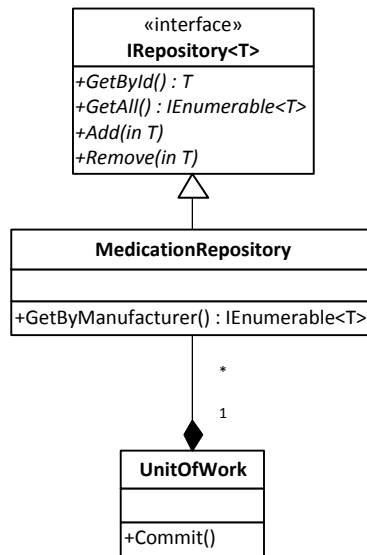 «interface»
IRepository<T>
+GetById() : T
+GetAll() : IEnumerable<T>
+Add(in T)
+Remove(in T)
MedicationRepository
+GetByManufacturer() : IEnumerable<T>
*
1
UnitOfWork
+Commit()